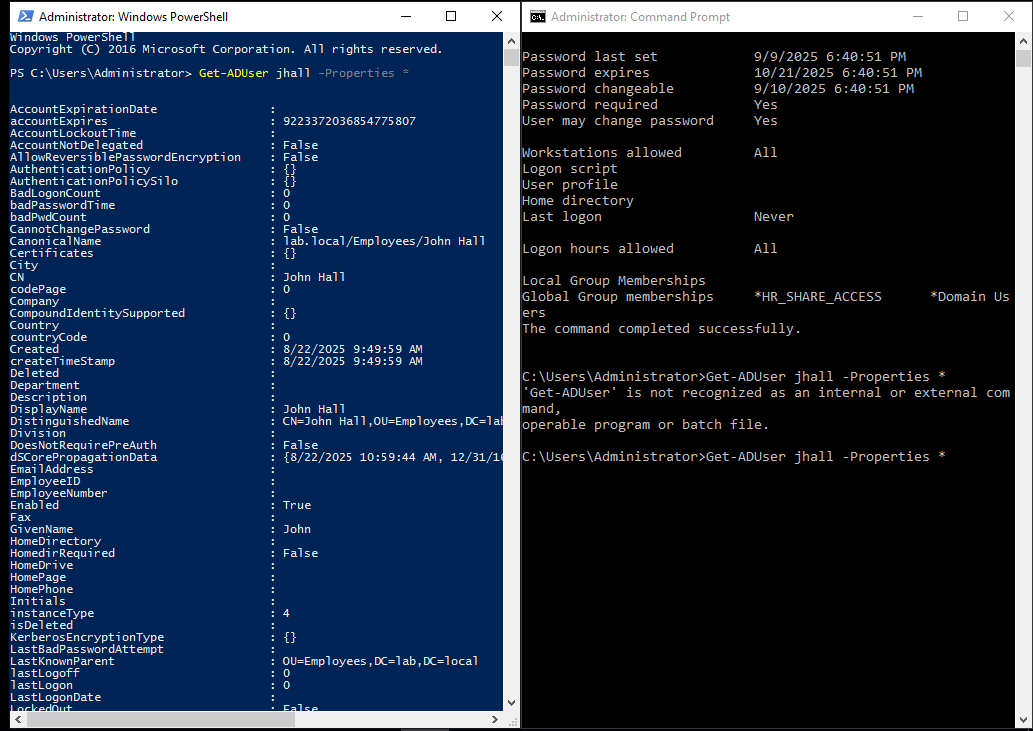 Administrator: Windows PowerShell
Windows PowerShell
Copyright (C) 2016 Microsoft Corporation. All rights reserved.
PS C:\Users\Administrator> Get-ADUser jhall -Properties *
AccountExpirationDate :
accountExpires : 9223372036854775807
AccountLockoutTime :
AccountNotDelegated : False
AllowReversiblePasswordEncryption : False
AuthenticationPolicy : {}
AuthenticationPolicySilo : {}
BadLogonCount : 0
badPasswordTime : 0
badPwdCount : 0
CannotChangePassword : False
CanonicalName : lab.local/Employees/John Hall
Certificates : {}
City :
CN : John Hall
codePage : 0
Company :
CompoundIdentitySupported : {}
Country :
countryCode : 0
Created : 8/22/2025 9:49:59 AM
createTimeStamp : 8/22/2025 9:49:59 AM
Deleted :
Department :
Description :
DisplayName : John Hall
DistinguishedName : CN=John Hall,OU=Employees,DC=lab
Division :
DoesNotRequirePreAuth : False
dSCorePropagationData : {8/22/2025 10:59:44 AM, 12/31/16
EmailAddress :
EmployeeID :
EmployeeNumber :
Enabled : True
Fax :
GivenName : John
HomeDirectory :
HomedirRequired : False
HomeDrive :
HomePage :
HomePhone :
Initials :
instanceType : 4
isDeleted :
KerberosEncryptionType : {}
LastBadPasswordAttempt :
LastKnownParent : OU=Employees,DC=lab,DC=local
lastLogoff : 0
lastLogon : 0
LastLogonDate :
LockedOut : False
Administrator: Command Prompt
Password last set 9/9/2025 6:40:51 PM
Password expires 10/21/2025 6:40:51 PM
Password changeable 9/10/2025 6:40:51 PM
Password required Yes
User may change password Yes
Workstations allowed All
Logon script
User profile
Home directory
Last logon Never
Logon hours allowed All
Local Group Memberships
Global Group memberships *HR_SHARE_ACCESS *Domain Us
ers
The command completed successfully.
C:\Users\Administrator>Get-ADUser jhall -Properties *
'Get-ADUser' is not recognized as an internal or external com
mand,
operable program or batch file.
C:\Users\Administrator>Get-ADUser jhall -Properties *